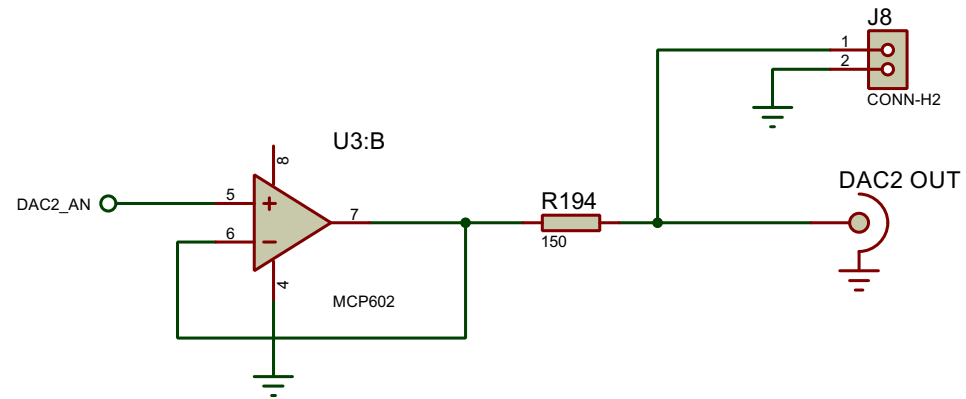 J8
1
2
CONN-H2
U3:B
8
DAC2_AN
5
+
6
−
7
4
MCP602
R194
150
DAC2 OUT